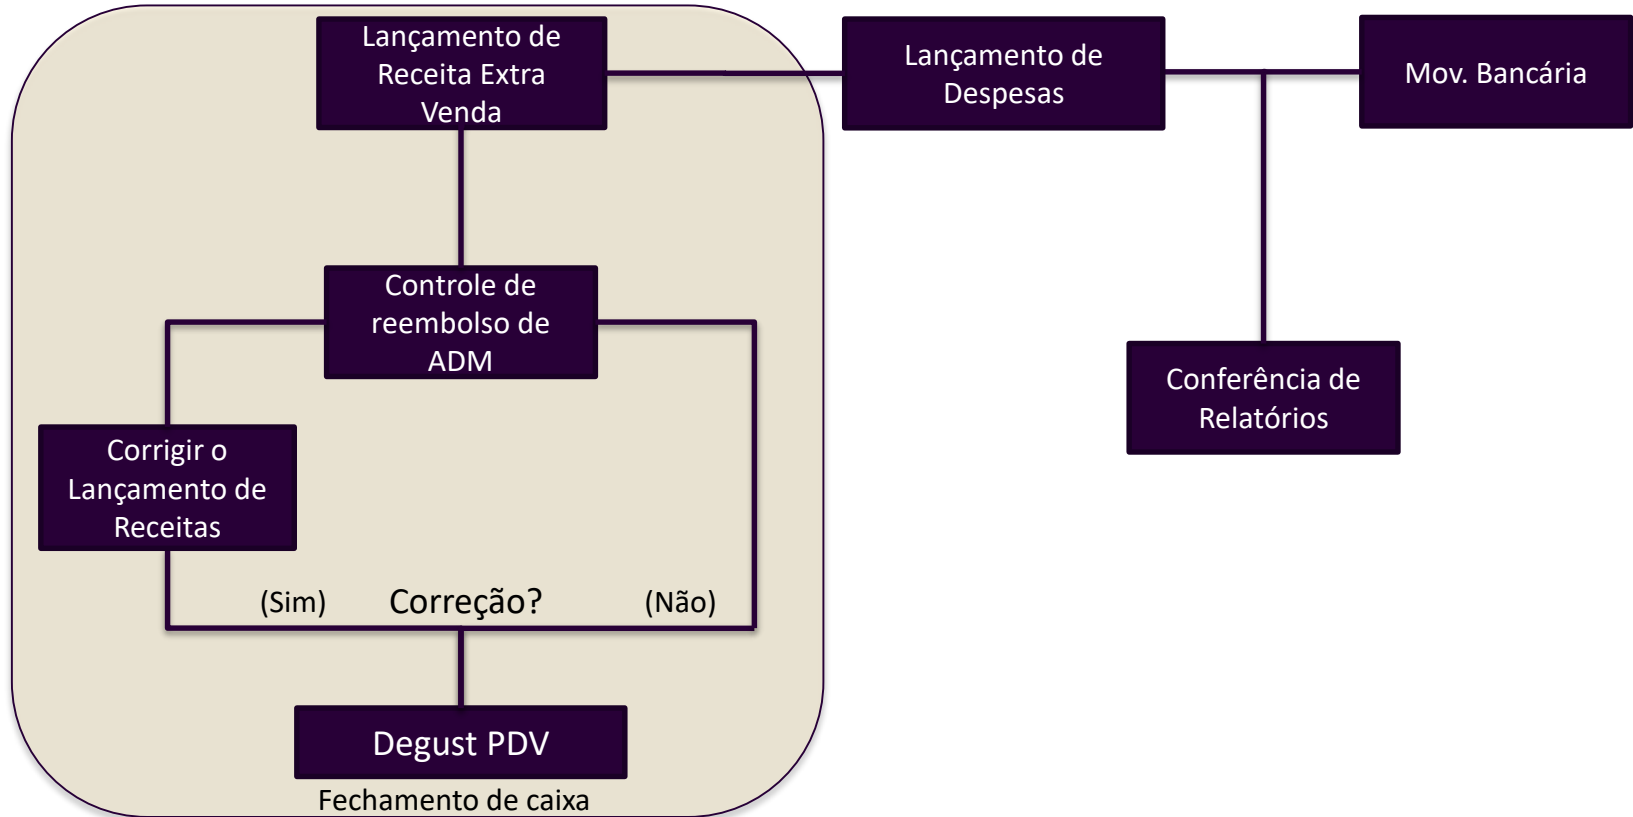 Lançamento de
Receita Extra
Venda
Lançamento de
Despesas
Mov. Bancária
Controle de
reembolso de
ADM
Conferência de
Relatórios
Corrigir o
Lançamento de
Receitas
(Sim) Correção? (Não)
Degust PDV
Fechamento de caixa